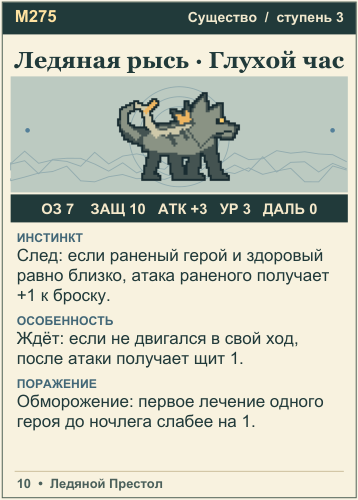 M275
Существо / ступень 3
Ледяная рысь · Глухой час
ОЗ 7 ЗАЩ 10 АТК +3 УР 3 ДАЛЬ 0
ИНСТИНКТ
След: если раненый герой и здоровый
равно близко, атака раненого получает
+1 к броску.
ОСОБЕННОСТЬ
Ждёт: если не двигался в свой ход,
после атаки получает щит 1.
ПОРАЖЕНИЕ
Обморожение: первое лечение одного
героя до ночлега слабее на 1.
10 • Ледяной Престол